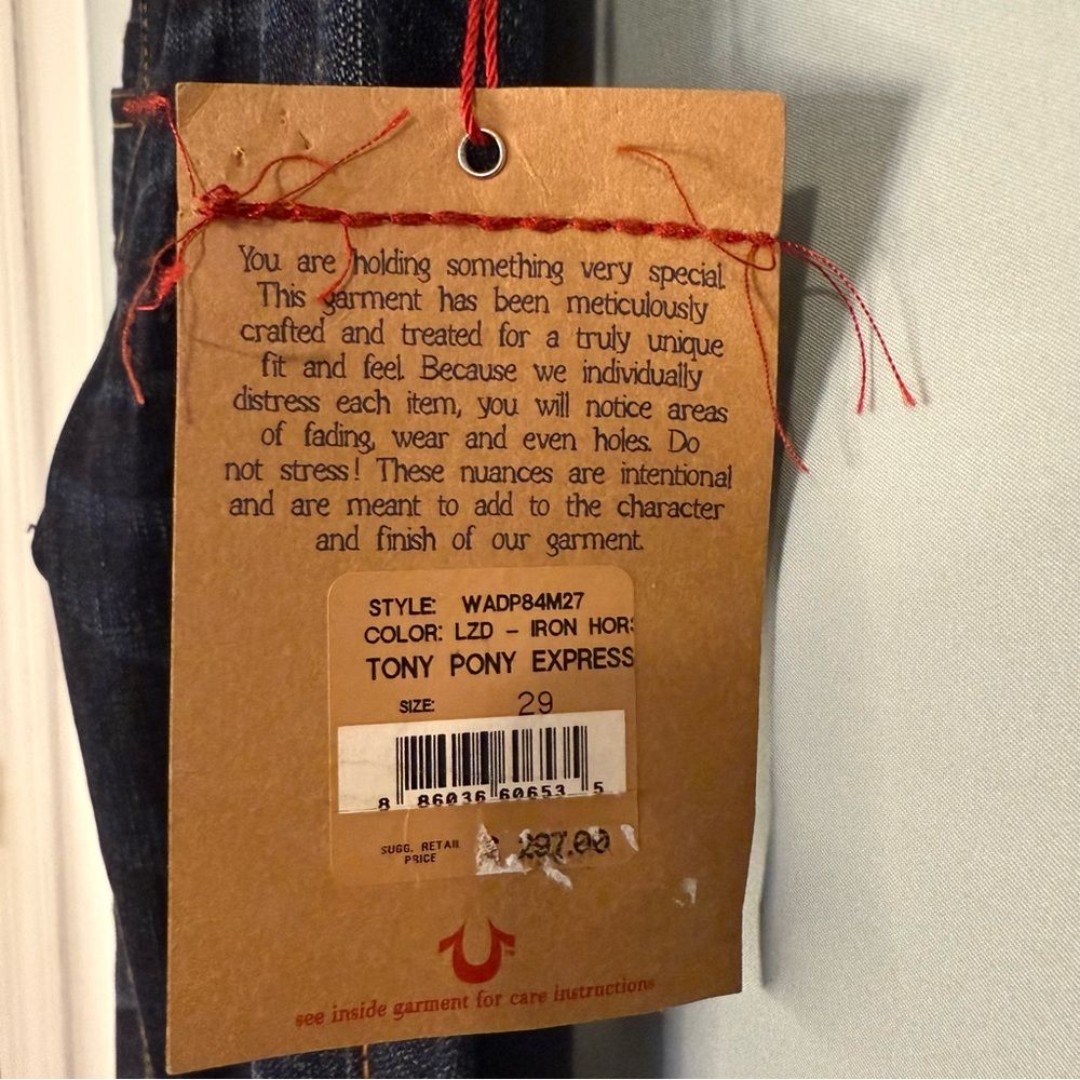 You are holding something very special.
This garment has been meticulously
crafted and treated for a truly unique
fit and feel. Because we individually
distress each item, you will notice areas
of fading, wear and even holes. Do
not stress! These nuances are intentional
and are meant to add to the character
and finish of our garment.
STYLE: WADP84M27
COLOR: LZD - IRON HOR
TONY PONY EXPRESS
SIZE: 29
8 86036 60653 5
SUGG. RETAIL
PRICE
297.00
see inside garment for care instructions